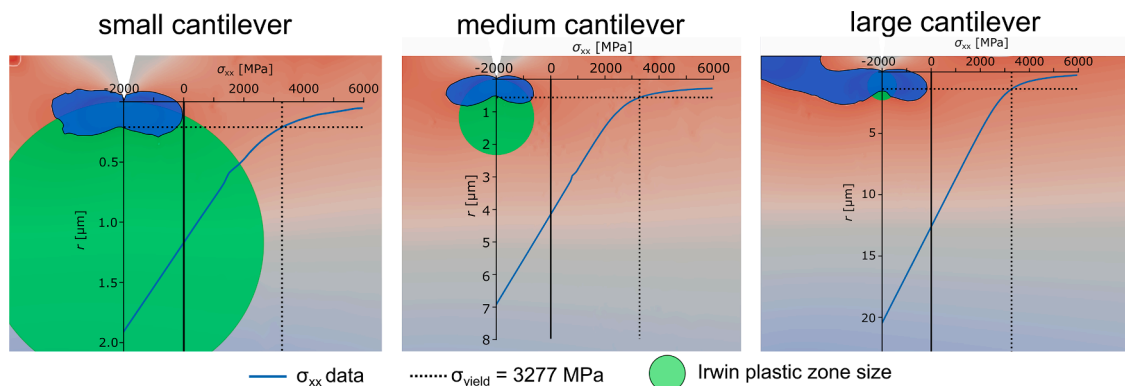 small cantilever
medium cantilever
large cantilever
σxx [MPa]
-2000 0 2000 4000 6000
0.5
1.0
1.5
2.0
r [μm]
σxx [MPa]
-2000 0 2000 4000 6000
1
2
3
4
5
6
7
8
r [μm]
σxx [MPa]
-2000 0 2000 4000 6000
5
10
15
20
r [μm]
σxx data
σyield = 3277 MPa
Irwin plastic zone size